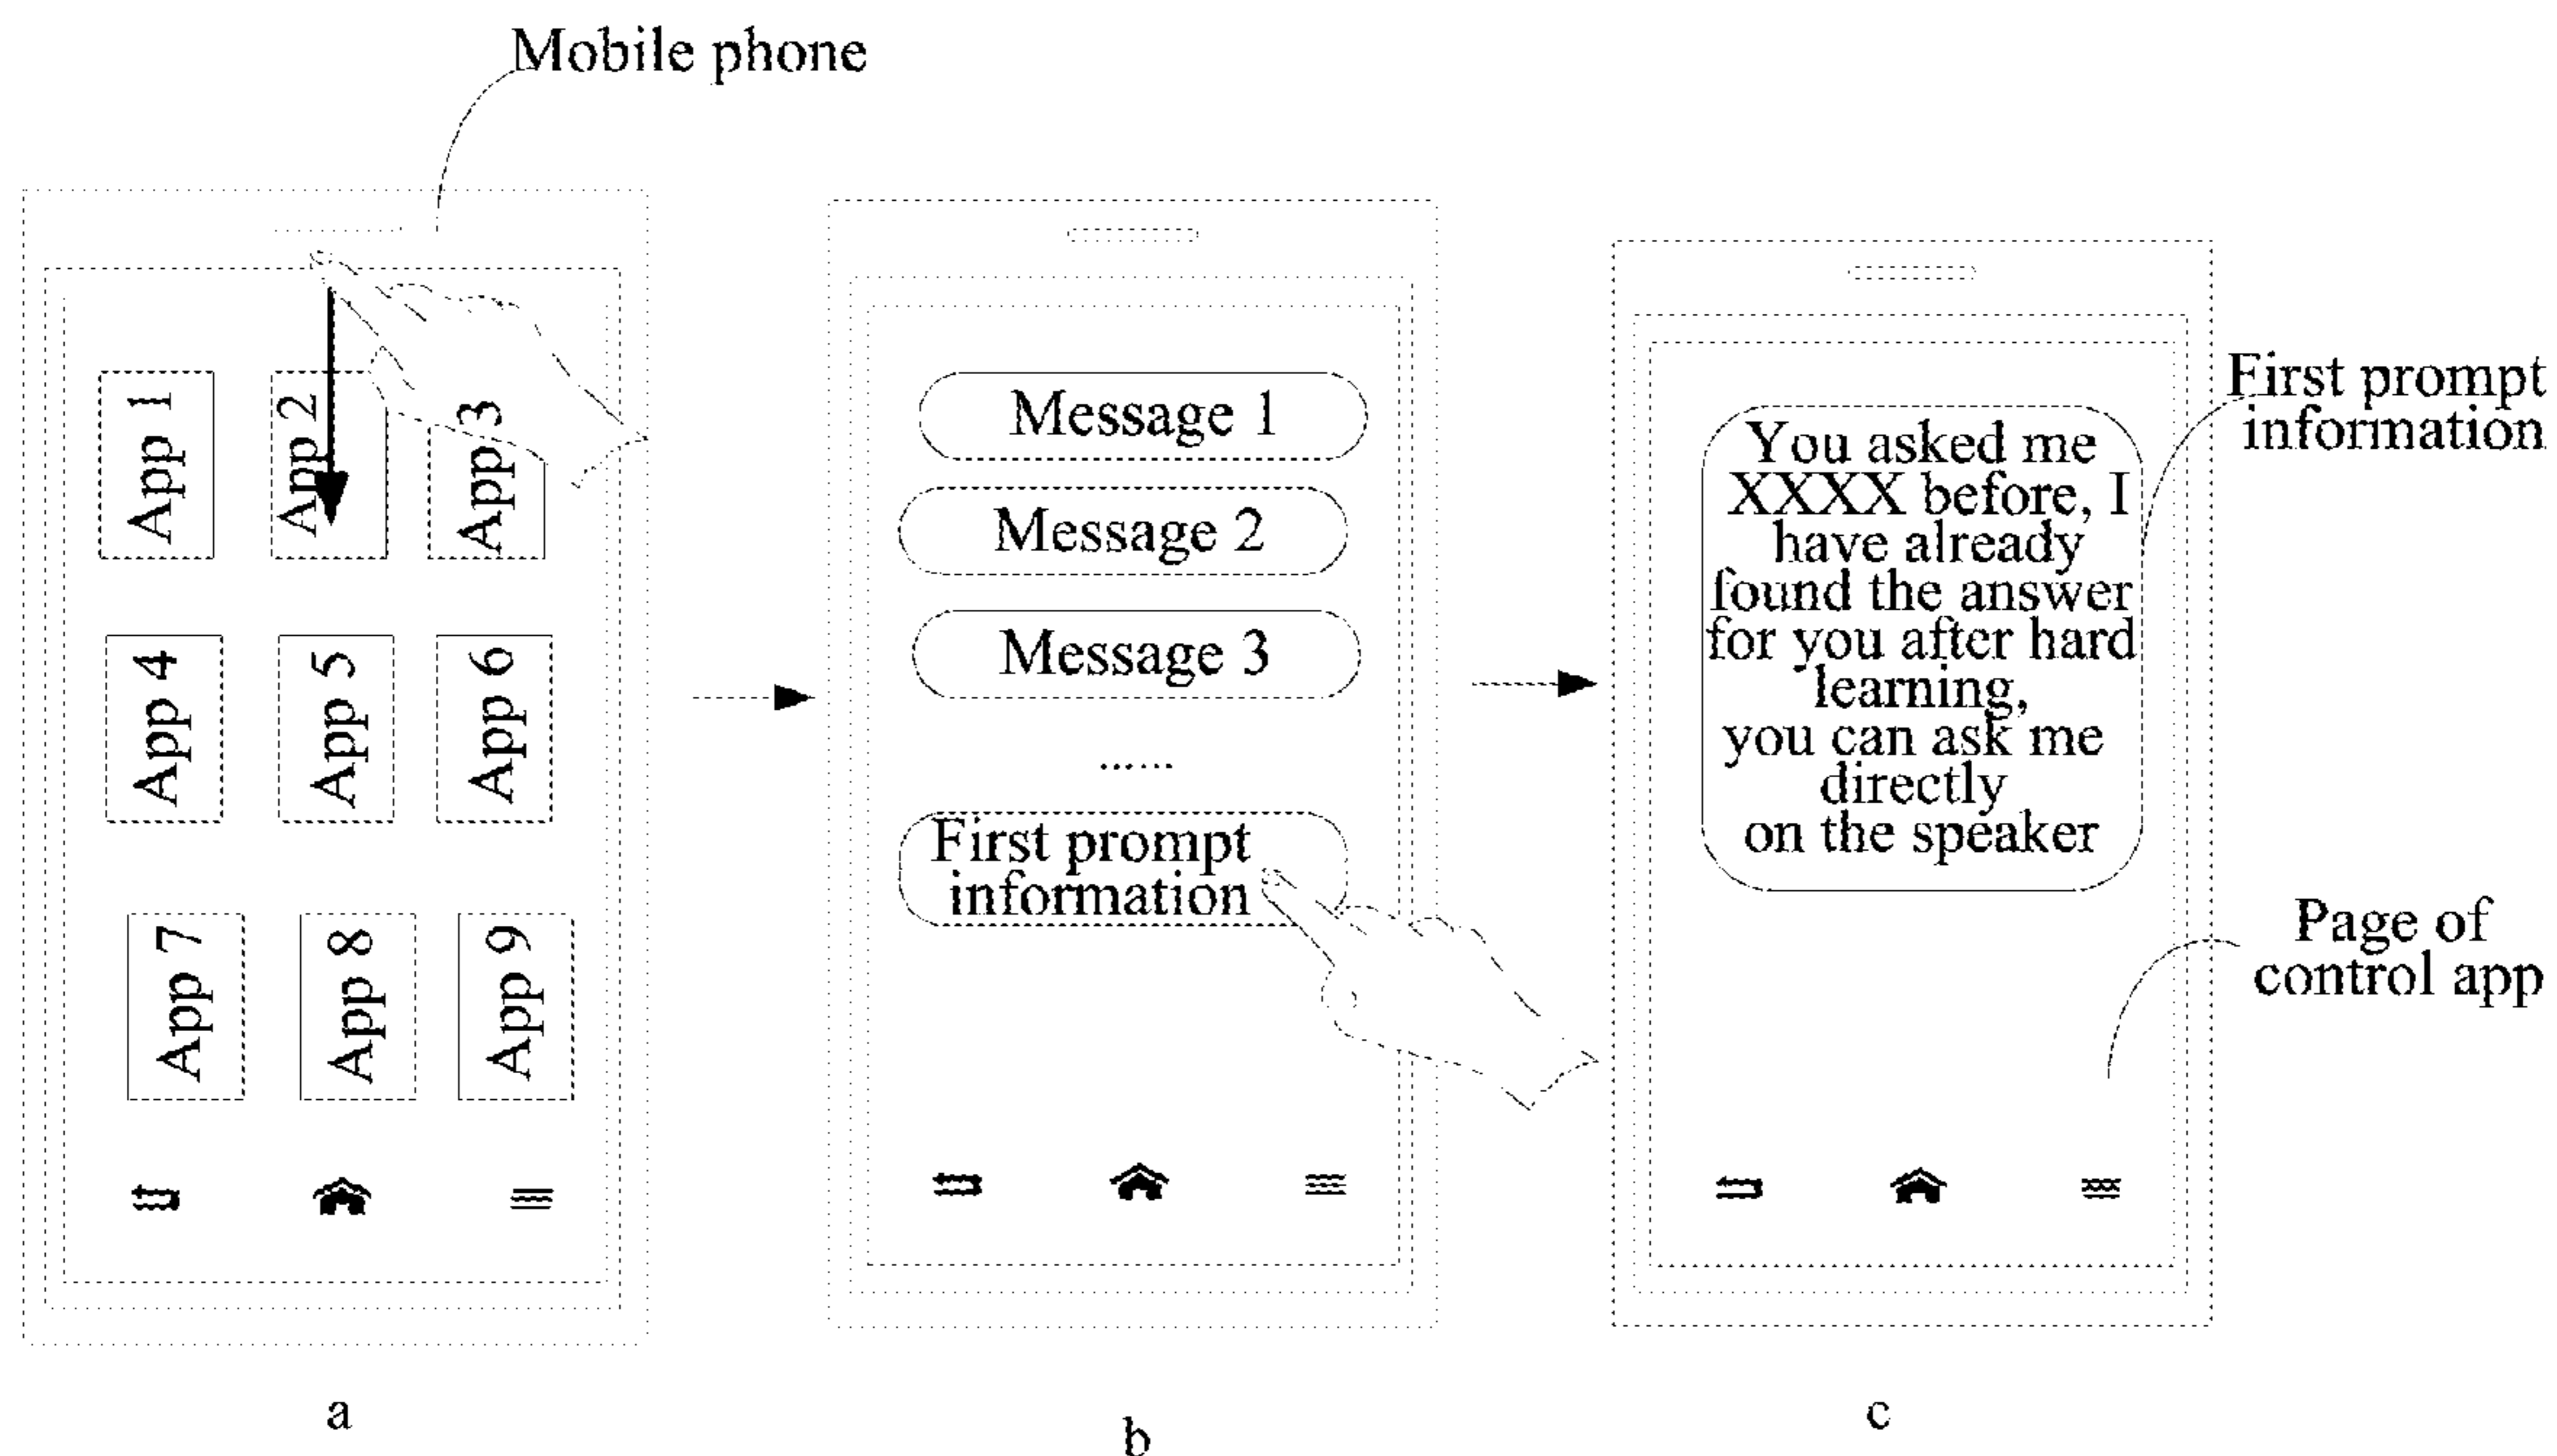 Mobile phone
App 1
App 2
App 3
App 4
App 5
App 6
App 7
App 8
App 9
a
Message 1
Message 2
Message 3
......
First prompt
information
b
You asked me
XXXX before, I
have already
found the answer
for you after hard
learning,
you can ask me
directly
on the speaker
First prompt
information
Page of
control app
c